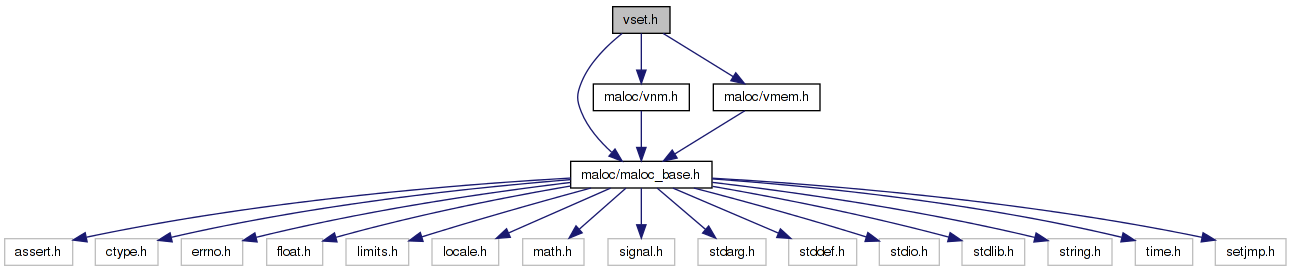 vset.h
maloc/vnm.h
maloc/vmem.h
maloc/maloc_base.h
assert.h
ctype.h
errno.h
float.h
limits.h
locale.h
math.h
signal.h
stdarg.h
stddef.h
stdio.h
stdlib.h
string.h
time.h
setjmp.h